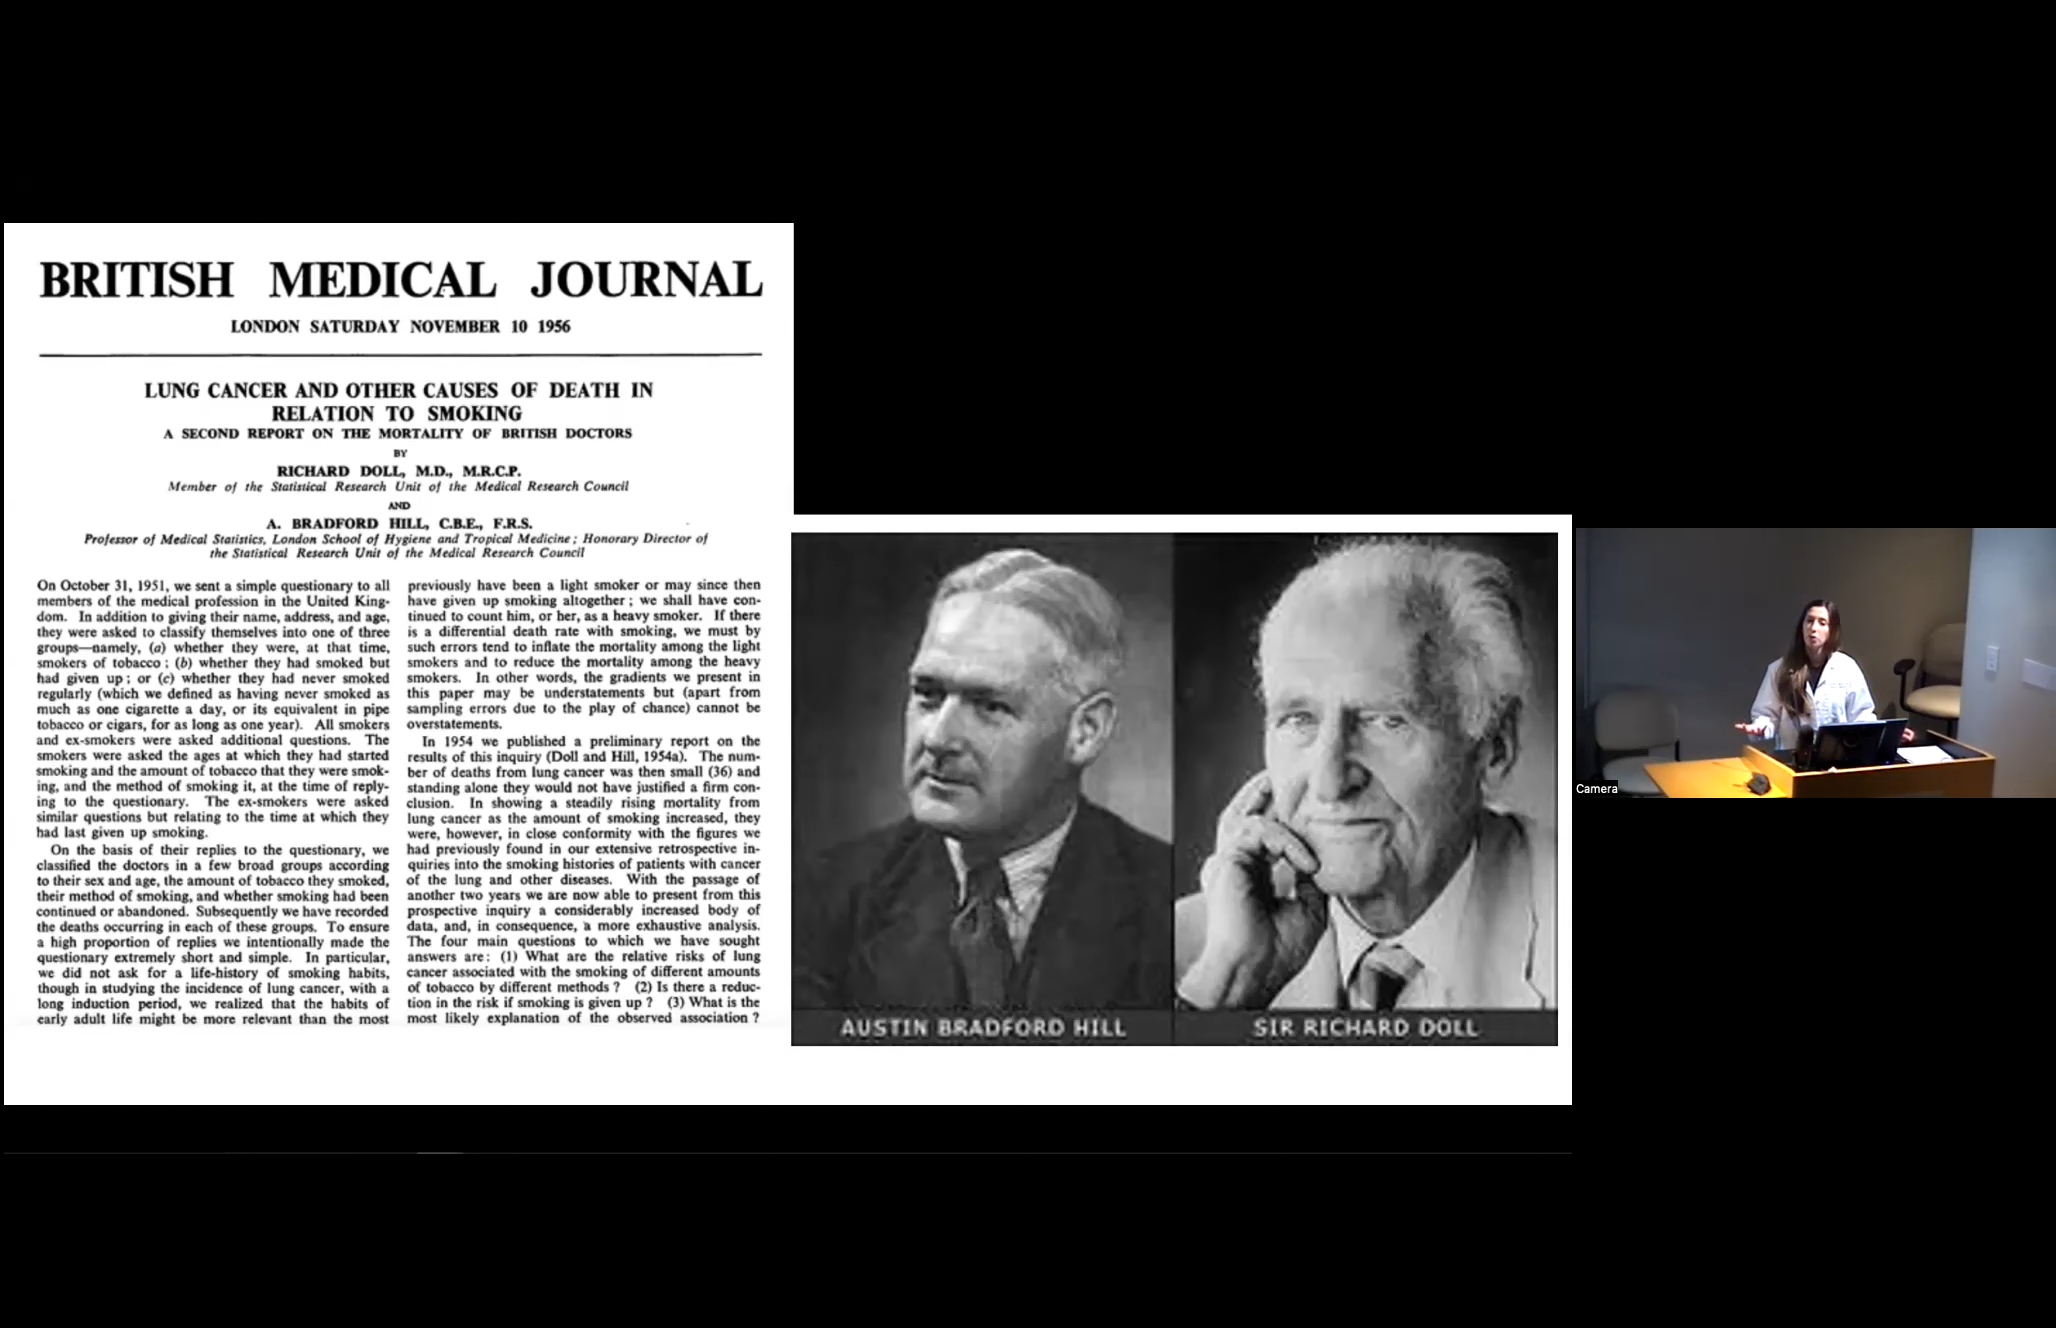 BRITISH MEDICAL JOURNAL
LONDON SATURDAY NOVEMBER 10 1956
LUNG CANCER AND OTHER CAUSES OF DEATH IN
RELATION TO SMOKING
A SECOND REPORT ON THE MORTALITY OF BRITISH DOCTORS
BY
RICHARD DOLL, M.D., M.R.C.P.
Member of the Statistical Research Unit of the Medical Research Council
AND
A. BRADFORD HILL, C.B.E., F.R.S.
Professor of Medical Statistics, London School of Hygiene and Tropical Medicine; Honorary Director of
the Statistical Research Unit of the Medical Research Council
On October 31, 1951, we sent a simple questionary to all
members of the medical profession in the United King-
dom. In addition to giving their name, address, and age,
they were asked to classify themselves into one of three
groups—namely, (a) whether they were, at that time,
smokers of tobacco; (b) whether they had smoked but
had given up; or (c) whether they had never smoked
regularly (which we defined as having never smoked as
much as one cigarette a day, or its equivalent in pipe
tobacco or cigars, for as long as one year). All smokers
and ex-smokers were asked additional questions. The
smokers were asked the ages at which they had started
smoking and the amount of tobacco that they were smok-
ing, and the method of smoking it, at the time of reply-
ing to the questionary. The ex-smokers were asked
similar questions but relating to the time at which they
had last given up smoking.
On the basis of their replies to the questionary, we
classified the doctors in a few broad groups according
to their sex and age, the amount of tobacco they smoked,
their method of smoking, and whether smoking had been
continued or abandoned. Subsequently we have recorded
the deaths occurring in each of these groups. To ensure
a high proportion of replies we intentionally made the
questionary extremely short and simple. In particular,
we did not ask for a life-history of smoking habits,
though in studying the incidence of lung cancer, with a
long induction period, we realized that the habits of
early adult life might be more relevant than the most
previously have been a light smoker or may since then
have given up smoking altogether; we shall have con-
tinued to count him, or her, as a heavy smoker. If there
is a differential death rate with smoking, we must by
such errors tend to inflate the mortality among the light
smokers and to reduce the mortality among the heavy
smokers. In other words, the gradients we present in
this paper may be understatements but (apart from
sampling errors due to the play of chance) cannot be
overstatements.
In 1954 we published a preliminary report on the
results of this inquiry (Doll and Hill, 1954a). The num-
ber of deaths from lung cancer was then small (36) and
standing alone they would not have justified a firm con-
clusion. In showing a steadily rising mortality from
lung cancer as the amount of smoking increased, they
were, however, in close conformity with the figures we
had previously found in our extensive retrospective in-
quiries into the smoking histories of patients with cancer
of the lung and other diseases. With the passage of
another two years we are now able to present from this
prospective inquiry a considerably increased body of
data, and, in consequence, a more exhaustive analysis.
The four main questions to which we have sought
answers are: (1) What are the relative risks of lung
cancer associated with the smoking of different amounts
of tobacco by different methods? (2) Is there a reduc-
tion in the risk if smoking is given up? (3) What is the
most likely explanation of the observed association?
AUSTIN BRADFORD HILL
SIR RICHARD DOLL
Camera